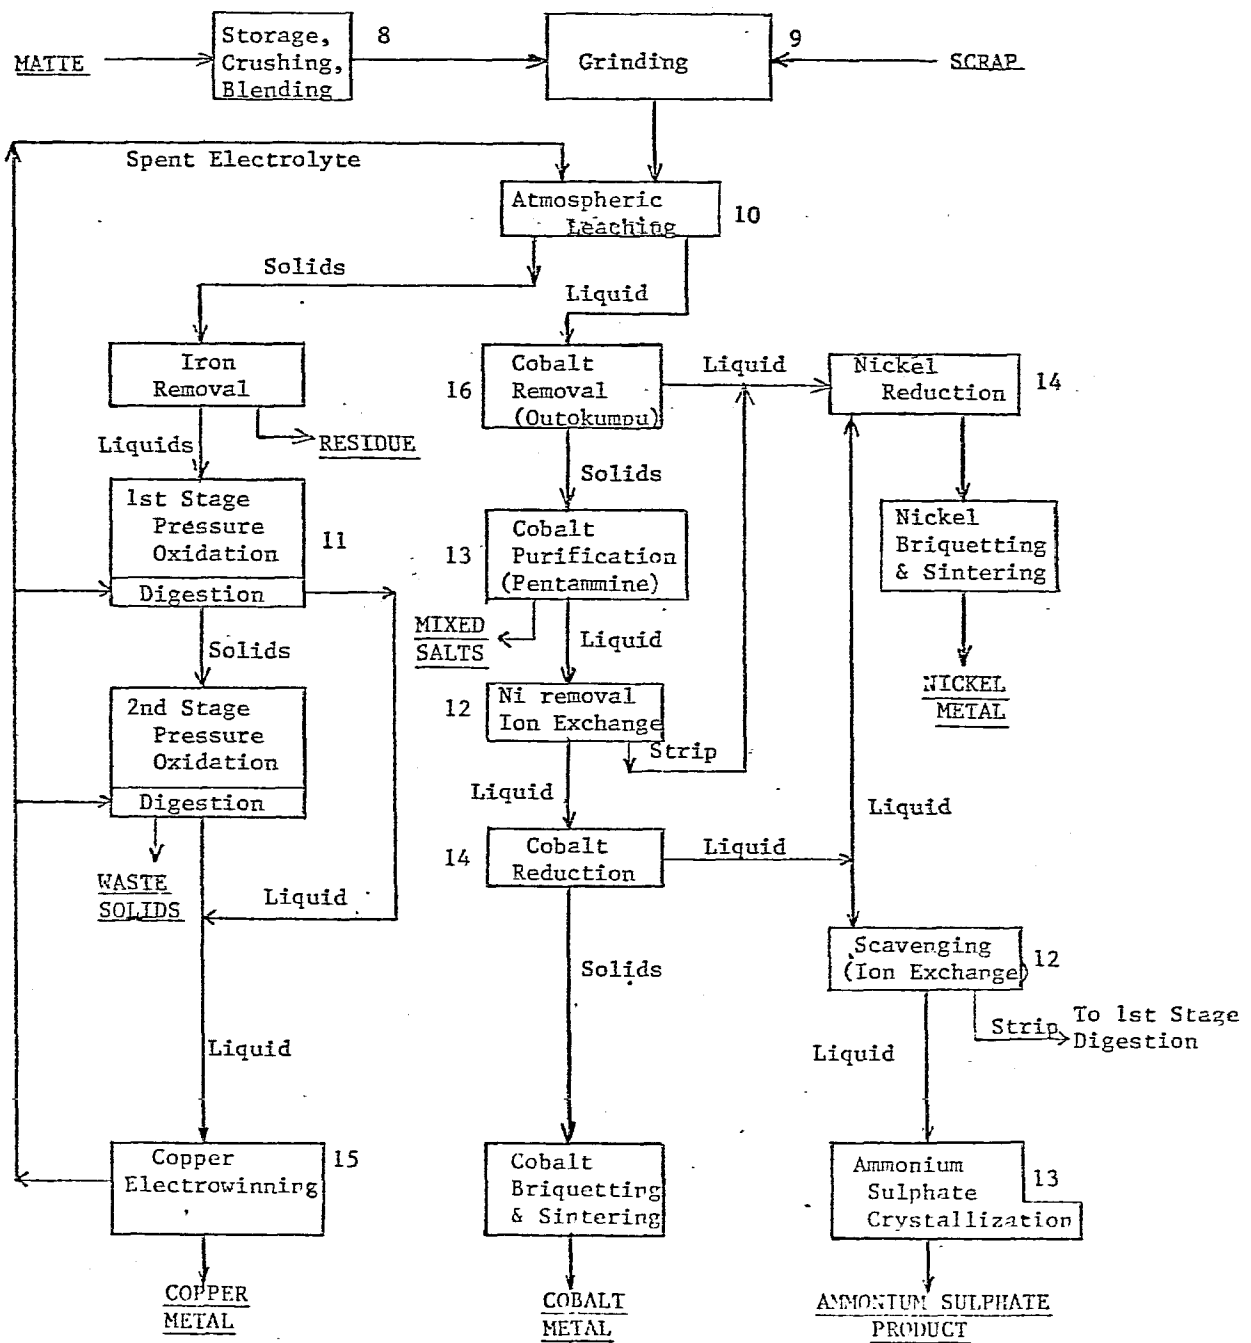 MATTE
Storage,
Crushing,
Blending
8
Grinding
9
SCRAP
Spent Electrolyte
Atmospheric
Leaching
10
Solids
Liquid
Iron
Removal
Liquids
RESIDUE
16
Cobalt
Removal
(Outokumpu)
Liquid
Nickel
Reduction
14
1st Stage
Pressure
Oxidation
11
Digestion
Solids
Solids
13
Cobalt
Purification
(Pentammine)
MIXED
SALTS
Liquid
Nickel
Briquetting
& Sintering
NICKEL
METAL
2nd Stage
Pressure
Oxidation
Digestion
WASTE
SOLIDS
Liquid
12
Ni removal
Ion Exchange
Strip
Liquid
14
Cobalt
Reduction
Liquid
Liquid
Scavenging
(Ion Exchange)
12
Strip
To 1st Stage
Digestion
Solids
Liquid
Liquid
Copper
Electrowinning
15
Cobalt
Briquetting
& Sintering
Ammonium
Sulphate
Crystallization
13
COPPER
METAL
COBALT
METAL
AMMONIUM SULPHATE
PRODUCT